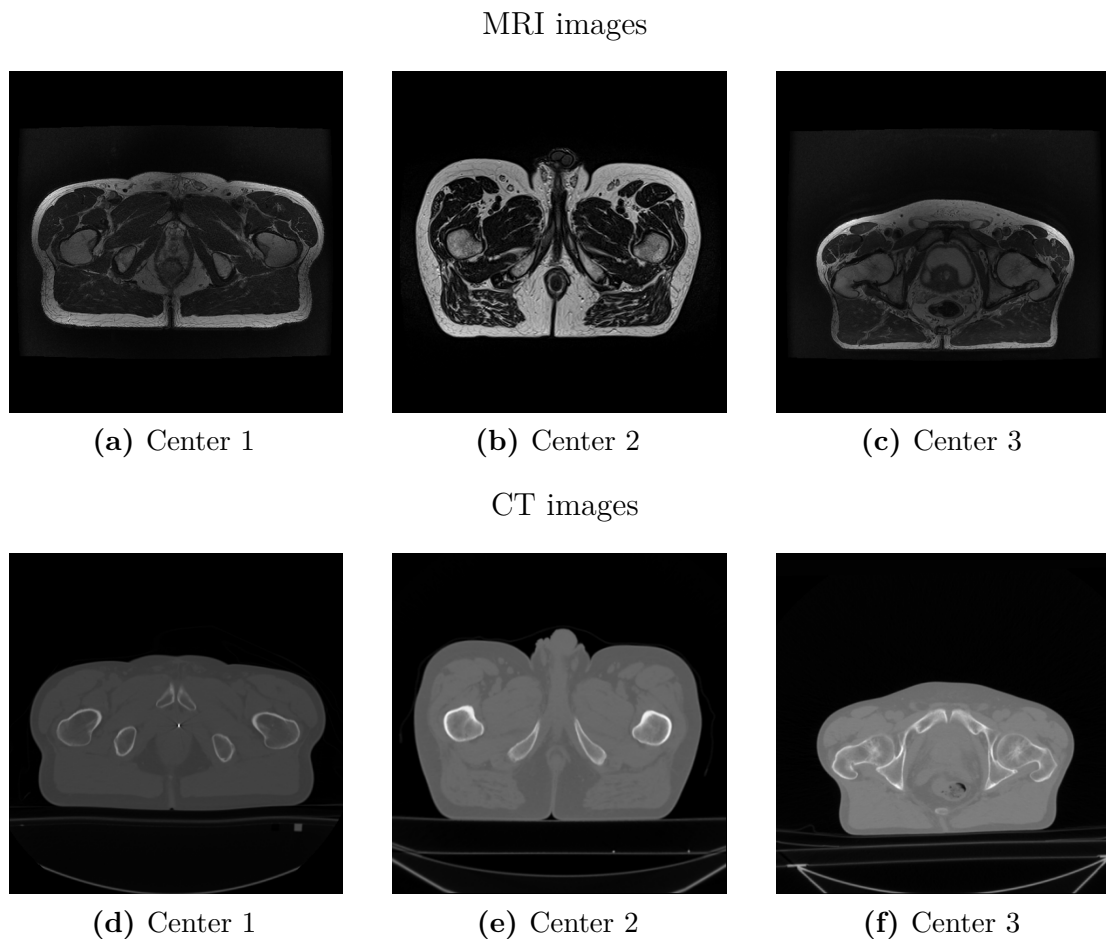 MRI images
(a) Center 1
(b) Center 2
(c) Center 3
CT images
(d) Center 1
(e) Center 2
(f) Center 3